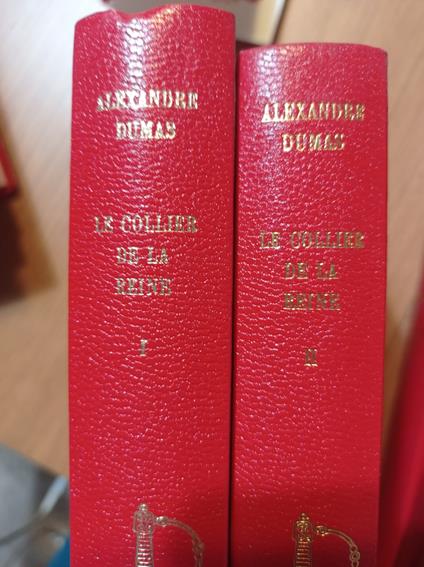 ALEXANDRE
DUMAS
LE COLLIER
DE LA
REINE
I
ALEXANDRE
DUMAS
LE COLLIER
DE LA
REINE
II